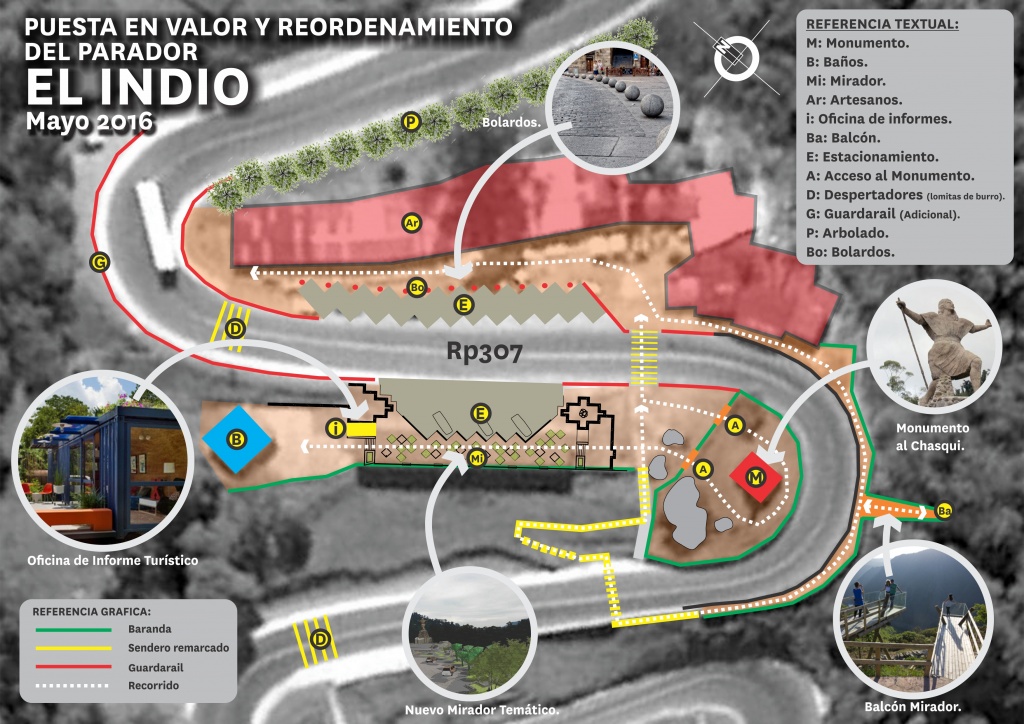 PUESTA EN VALOR Y REORDENAMIENTO
DEL PARADOR
EL INDIO
Mayo 2016
REFERENCIA TEXTUAL:
M: Monumento.
B: Baños.
Mi: Mirador.
Ar: Artesanos.
i: Oficina de informes.
Ba: Balcón.
E: Estacionamiento.
A: Acceso al Monumento.
D: Despertadores (lomitas de burro).
G: Guardarail (Adicional).
P: Arbolado.
Bo: Bolardos.
N
Bolardos.
P
Ar
G
Bo
E
D
Rp307
Monumento
al Chasqui.
E
i
B
Mi
A
A
M
Ba
Oficina de Informe Turístico
REFERENCIA GRAFICA:
Baranda
Sendero remarcado
Guardarail
Recorrido
D
Nuevo Mirador Temático.
Balcón Mirador.